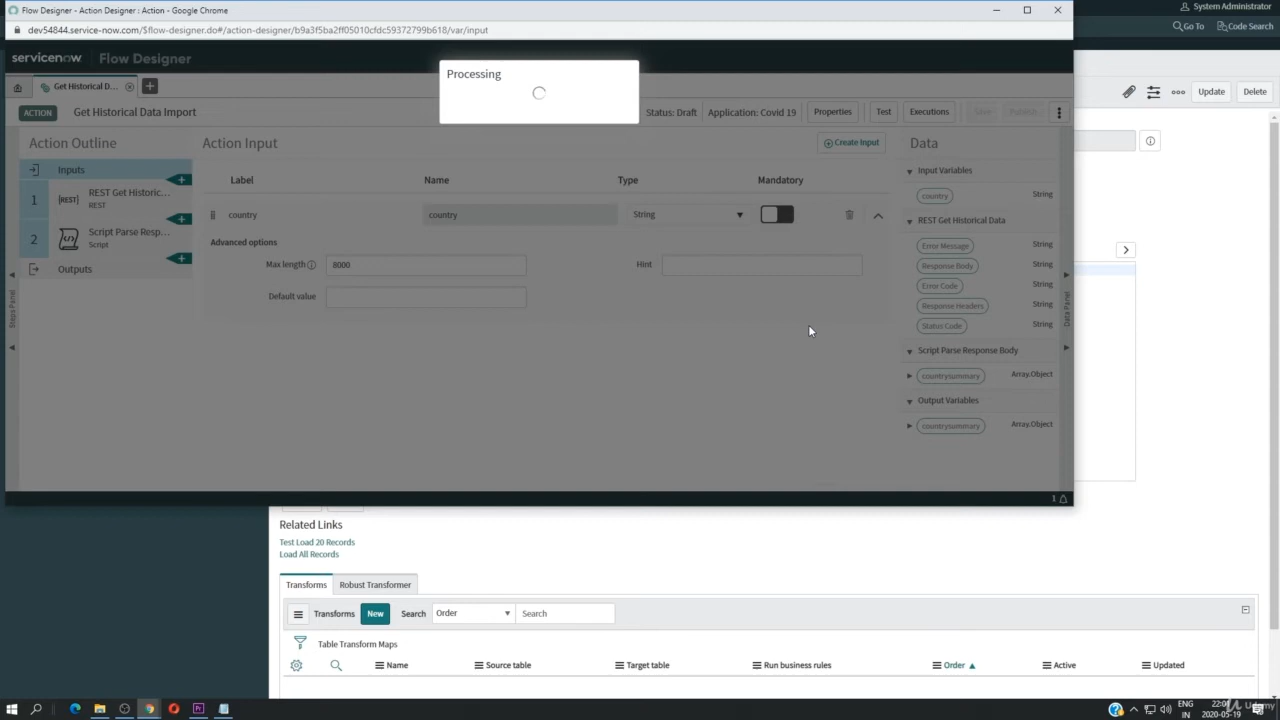 Flow Designer - Action Designer : Action - Google Chrome
System Administrator
dev54844.service-now.com/$flow-designer.do#/action-designer/b9a3f5ba2ff05010cfdc59372799b618/var/input
Go To
Code Search
servicenow
Flow Designer
Processing
Get Historical D...
Update
Delete
ACTION
Get Historical Data Import
Status: Draft
Application: Covid 19
Properties
Test
Executions
Save
Publish
Action Outline
Action Input
Create Input
Data
Inputs
Label
Name
Type
Mandatory
Input Variables
country
String
1
REST
REST Get Historic...
REST
country
country
String
REST Get Historical Data
2
Script Parse Resp...
Script
Advanced options
Error Message
String
Max length
8000
Hint
Response Body
String
Outputs
Error Code
String
Default value
Response Headers
String
Steps Panel
Data Panel
Status Code
String
Script Parse Response Body
countrysummary
Array.Object
Output Variables
countrysummary
Array.Object
1
Related Links
Test Load 20 Records
Load All Records
Transforms
Robust Transformer
Transforms
New
Search
Order
Search
Table Transform Maps
Name
Source table
Target table
Run business rules
Order
Active
Updated
ENG
IN
2020-05-19
Udemy